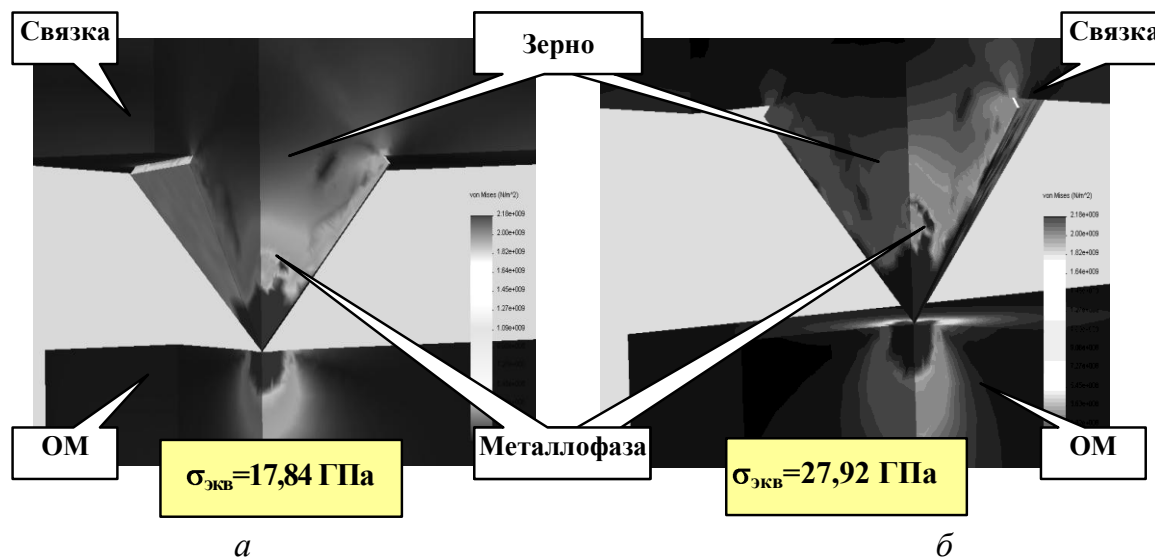 Связка
Зерно
Связка
von Mises (N/m^2)
2.18e+009
2.00e+009
1.82e+009
1.64e+009
1.45e+009
1.27e+009
1.09e+009
von Mises (N/m^2)
2.18e+009
2.00e+009
1.82e+009
1.64e+009
ОМ
Металлофаза
ОМ
σэкв=17,84 ГПа
σэкв=27,92 ГПа
а
б